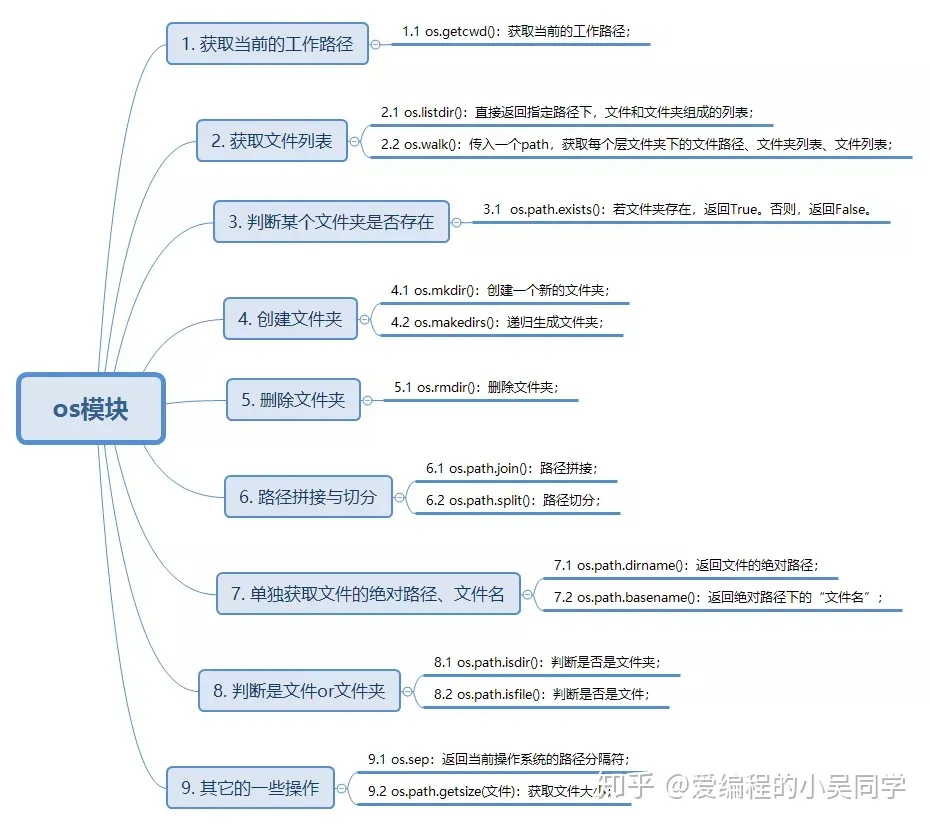 os模块
1. 获取当前的工作路径
1.1 os.getcwd()：获取当前的工作路径；
2. 获取文件列表
2.1 os.listdir()：直接返回指定路径下，文件和文件夹组成的列表；
2.2 os.walk()：传入一个path，获取每个层文件夹下的文件路径、文件夹列表、文件列表；
3. 判断某个文件夹是否存在
3.1 os.path.exists()：若文件夹存在，返回True。否则，返回False。
4. 创建文件夹
4.1 os.mkdir()：创建一个新的文件夹；
4.2 os.makedirs()：递归生成文件夹；
5. 删除文件夹
5.1 os.rmdir()：删除文件夹；
6. 路径拼接与切分
6.1 os.path.join()：路径拼接；
6.2 os.path.split()：路径切分；
7. 单独获取文件的绝对路径、文件名
7.1 os.path.dirname()：返回文件的绝对路径；
7.2 os.path.basename()：返回绝对路径下的“文件名”；
8. 判断是文件or文件夹
8.1 os.path.isdir()：判断是否是文件夹；
8.2 os.path.isfile()：判断是否是文件；
9. 其它的一些操作
9.1 os.sep：返回当前操作系统的路径分隔符；
9.2 os.path.getsize(文件)：获取文件大小；
知乎 @爱编程的小吴同学